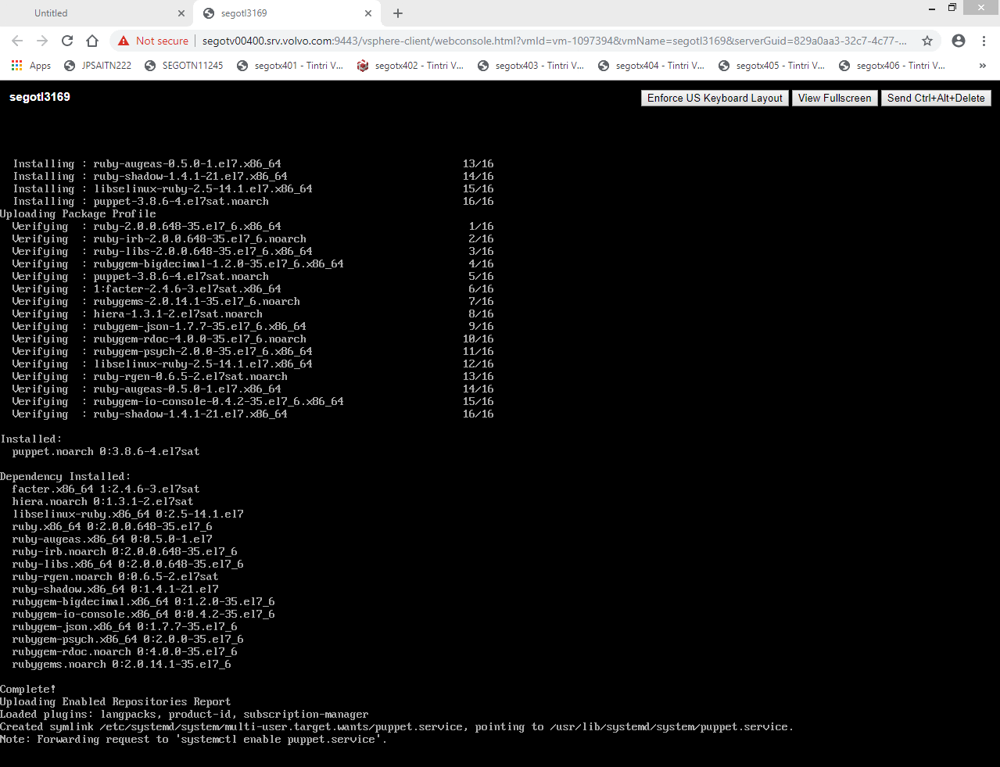 Untitled
segotl3169
Not secure | segotv00400.srv.volvo.com:9443/vsphere-client/webconsole.html?vmId=vm-1097394&vmName=segotl3169&serverGuid=829a0aa3-32c7-4c77-...
Apps JPSAITN222 SEGOTN11245 segotx401 - Tintri V... segotx402 - Tintri V... segotx403 - Tintri V... segotx404 - Tintri V... segotx405 - Tintri V... segotx406 - Tintri V... »
segotl3169 Enforce US Keyboard Layout View Fullscreen Send Ctrl+Alt+Delete
Installing : ruby-augeas-0.5.0-1.el7.x86_64 13/16
Installing : ruby-shadow-1.4.1-21.el7.x86_64 14/16
Installing : libselinux-ruby-2.5-14.1.el7.x86_64 15/16
Installing : puppet-3.8.6-4.el7sat.noarch 16/16
Uploading Package Profile
Verifying : ruby-2.0.0.648-35.el7_6.x86_64 1/16
Verifying : ruby-irb-2.0.0.648-35.el7_6.noarch 2/16
Verifying : ruby-libs-2.0.0.648-35.el7_6.x86_64 3/16
Verifying : rubygem-bigdecimal-1.2.0-35.el7_6.x86_64 4/16
Verifying : puppet-3.8.6-4.el7sat.noarch 5/16
Verifying : 1:facter-2.4.6-3.el7sat.x86_64 6/16
Verifying : rubygems-2.0.14.1-35.el7_6.noarch 7/16
Verifying : hiera-1.3.1-2.el7sat.noarch 8/16
Verifying : rubygem-json-1.7.7-35.el7_6.x86_64 9/16
Verifying : rubygem-rdoc-4.0.0-35.el7_6.noarch 10/16
Verifying : rubygem-psych-2.0.0-35.el7_6.x86_64 11/16
Verifying : libselinux-ruby-2.5-14.1.el7.x86_64 12/16
Verifying : ruby-rgen-0.6.5-2.el7sat.noarch 13/16
Verifying : ruby-augeas-0.5.0-1.el7.x86_64 14/16
Verifying : rubygem-io-console-0.4.2-35.el7_6.x86_64 15/16
Verifying : ruby-shadow-1.4.1-21.el7.x86_64 16/16
Installed:
puppet.noarch 0:3.8.6-4.el7sat
Dependency Installed:
facter.x86_64 1:2.4.6-3.el7sat
hiera.noarch 0:1.3.1-2.el7sat
libselinux-ruby.x86_64 0:2.5-14.1.el7
ruby.x86_64 0:2.0.0.648-35.el7_6
ruby-augeas.x86_64 0:0.5.0-1.el7
ruby-irb.noarch 0:2.0.0.648-35.el7_6
ruby-libs.x86_64 0:2.0.0.648-35.el7_6
ruby-rgen.noarch 0:0.6.5-2.el7sat
ruby-shadow.x86_64 0:1.4.1-21.el7
rubygem-bigdecimal.x86_64 0:1.2.0-35.el7_6
rubygem-io-console.x86_64 0:0.4.2-35.el7_6
rubygem-json.x86_64 0:1.7.7-35.el7_6
rubygem-psych.x86_64 0:2.0.0-35.el7_6
rubygem-rdoc.noarch 0:4.0.0-35.el7_6
rubygems.noarch 0:2.0.14.1-35.el7_6
Complete!
Uploading Enabled Repositories Report
Loaded plugins: langpacks, product-id, subscription-manager
Created symlink /etc/systemd/system/multi-user.target.wants/puppet.service, pointing to /usr/lib/systemd/system/puppet.service.
Note: Forwarding request to 'systemctl enable puppet.service'.